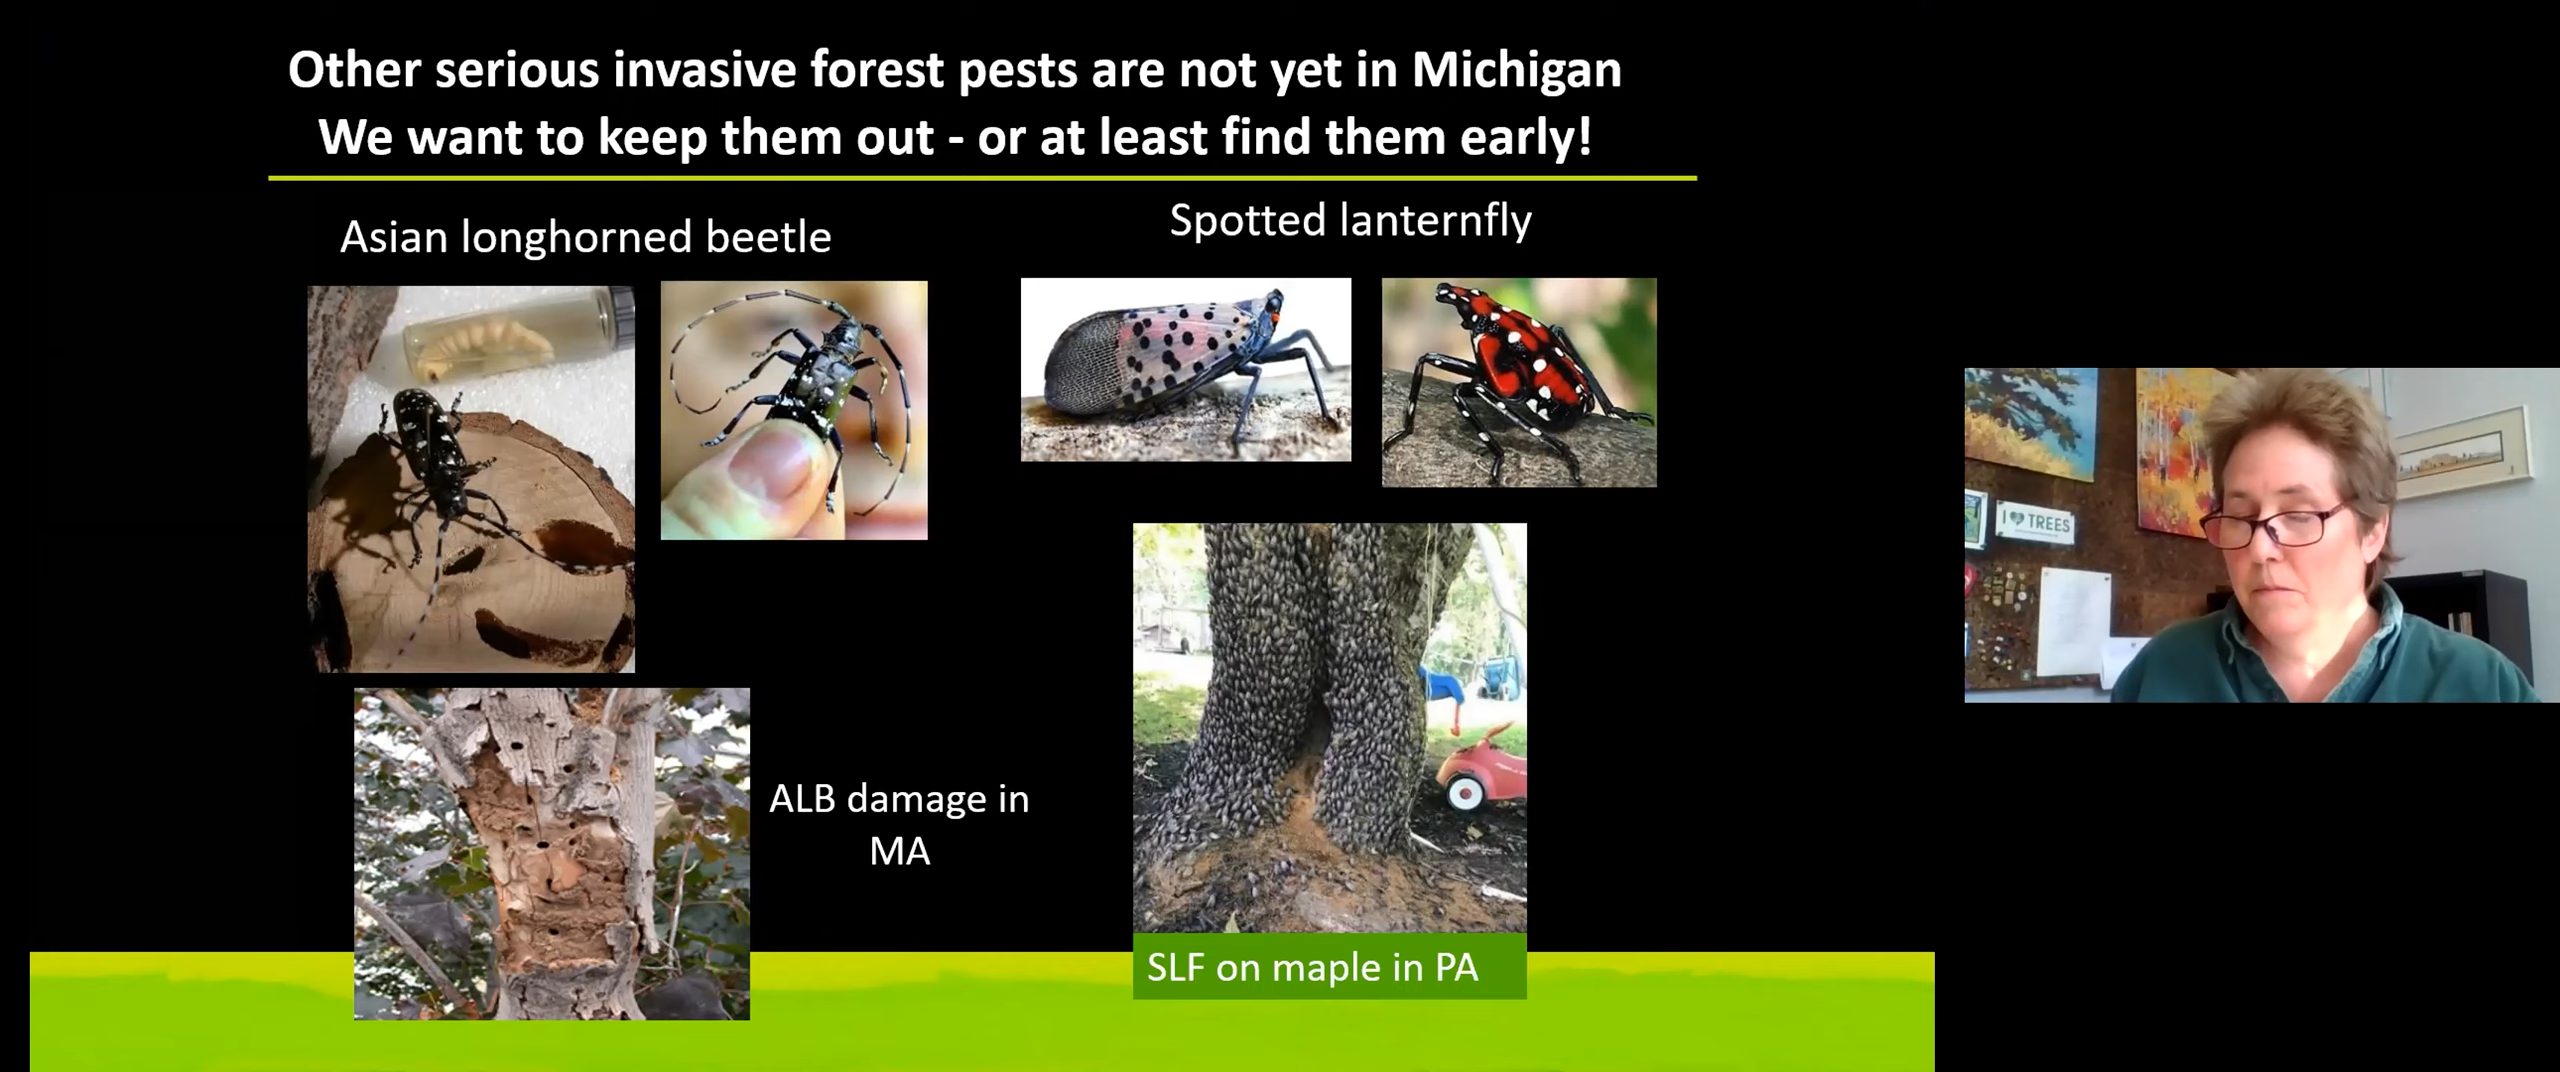 Other serious invasive forest pests are not yet in Michigan
We want to keep them out - or at least find them early!
Asian longhorned beetle
Spotted lanternfly
ALB damage in
MA
SLF on maple in PA
I TREES